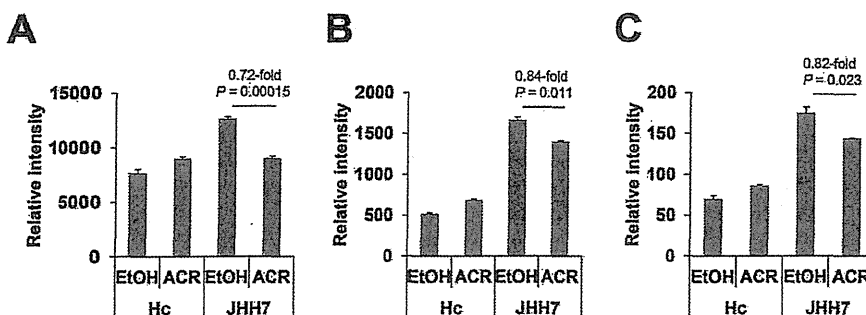 A
0.72-fold
P = 0.00015
Relative Intensity
15000
10000
5000
0
EtOH ACR EtOH ACR
Hc JHH7
B
0.84-fold
P = 0.011
Relative Intensity
2000
1500
1000
500
0
EtOH ACR EtOH ACR
Hc JHH7
C
0.82-fold
P = 0.023
Relative Intensity
200
150
100
50
0
EtOH ACR EtOH ACR
Hc JHH7